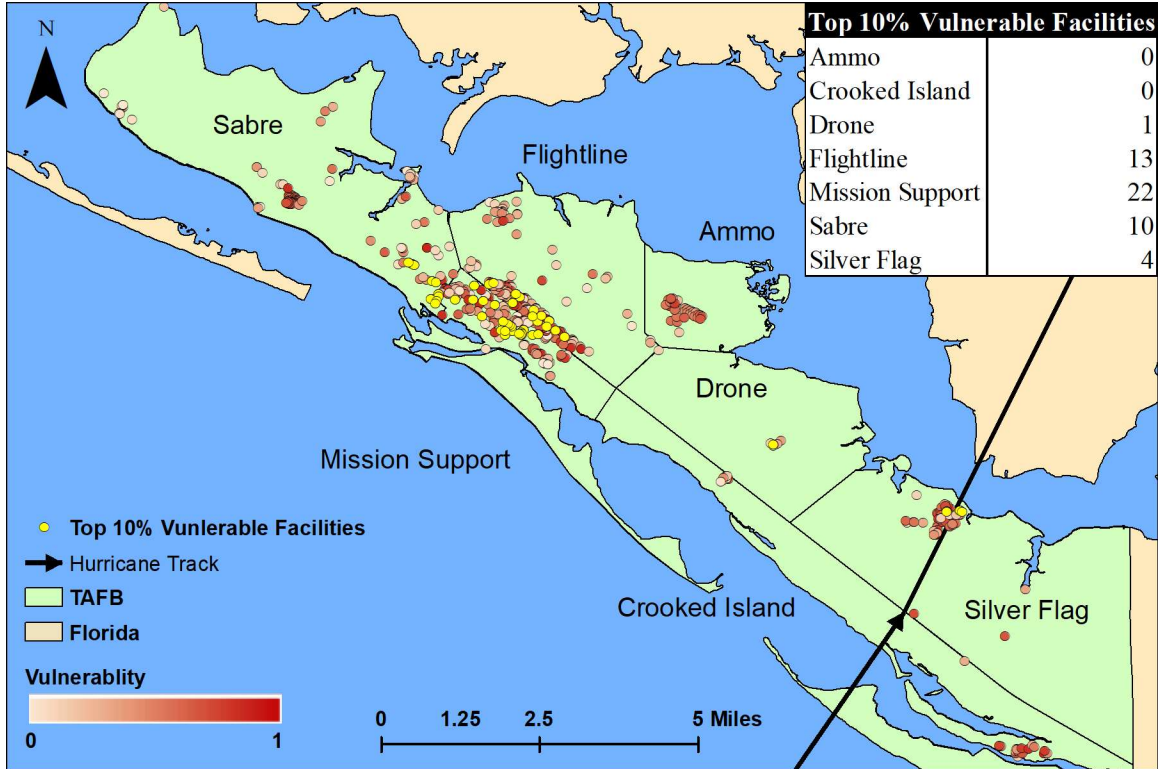 N
Top 10% Vulnerable Facilities
Ammo 0
Crooked Island 0
Drone 1
Flightline 13
Mission Support 22
Sabre 10
Silver Flag 4
Sabre
Flightline
Ammo
Drone
Mission Support
Crooked Island
Silver Flag
Top 10% Vunlerable Facilities
Hurricane Track
TAFB
Florida
Vulnerablity
0 1
0 1.25 2.5 5 Miles